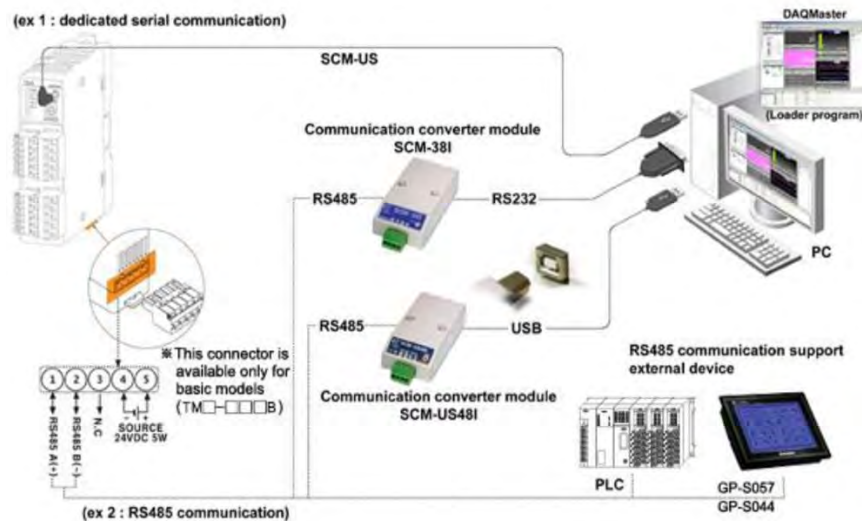 (ex 1 : dedicated serial communication)
DAQMaster
SCM-US
(Loader program)
Communication converter module
SCM-38I
RS485
RS232
PC
RS485
USB
※This connector is
available only for
basic models
(TM□-□□□B)
Communication converter module
SCM-US48I
RS485 communication support
external device
1 2 3 4 5
RS485 A(+)
RS485 B(-)
N.C
- +
SOURCE
24VDC 5W
PLC
GP-S057
GP-S044
(ex 2 : RS485 communication)